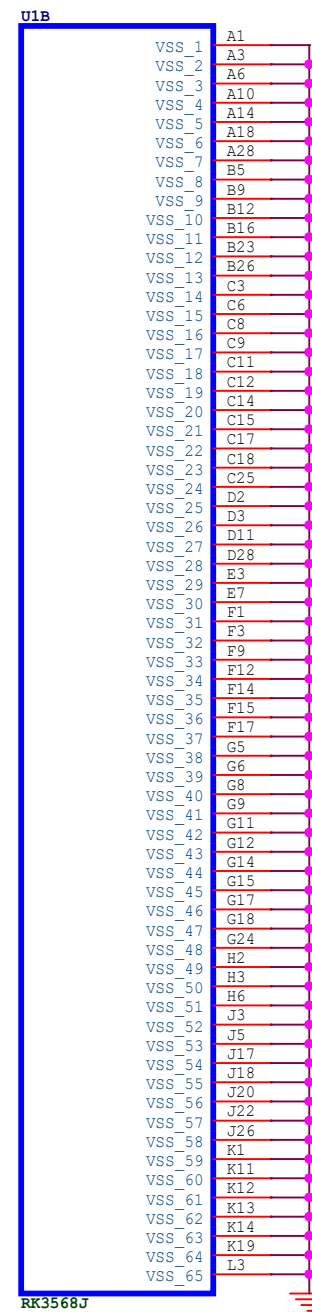 U1B
VSS_1 A1
VSS_2 A3
VSS_3 A6
VSS_4 A10
VSS_5 A14
VSS_6 A18
VSS_7 A28
VSS_8 B5
VSS_9 B9
VSS_10 B12
VSS_11 B16
VSS_12 B23
VSS_13 B26
VSS_14 C3
VSS_15 C6
VSS_16 C8
VSS_17 C9
VSS_18 C11
VSS_19 C12
VSS_20 C14
VSS_21 C15
VSS_22 C17
VSS_23 C18
VSS_24 C25
VSS_25 D2
VSS_26 D3
VSS_27 D11
VSS_28 D28
VSS_29 E3
VSS_30 E7
VSS_31 F1
VSS_32 F3
VSS_33 F9
VSS_34 F12
VSS_35 F14
VSS_36 F15
VSS_37 F17
VSS_38 G5
VSS_39 G6
VSS_40 G8
VSS_41 G9
VSS_42 G11
VSS_43 G12
VSS_44 G14
VSS_45 G15
VSS_46 G17
VSS_47 G18
VSS_48 G24
VSS_49 H2
VSS_50 H3
VSS_51 H6
VSS_52 J3
VSS_53 J5
VSS_54 J17
VSS_55 J18
VSS_56 J20
VSS_57 J22
VSS_58 J26
VSS_59 K1
VSS_60 K11
VSS_61 K12
VSS_62 K13
VSS_63 K14
VSS_64 K19
VSS_65 L3
RK3568J